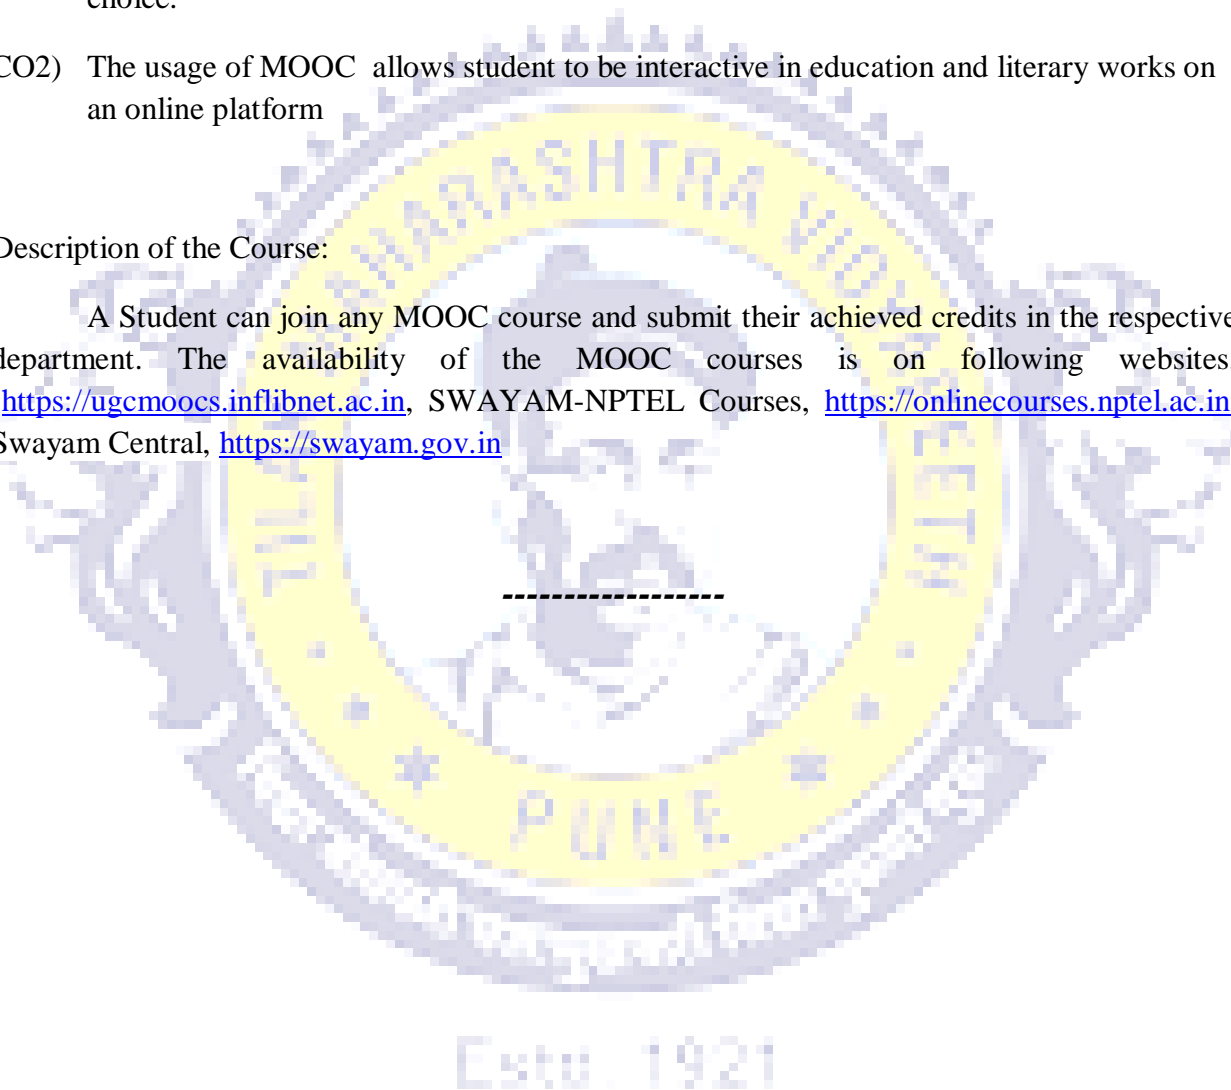 choice.
CO2) The usage of MOOC allows student to be interactive in education and literary works on
an online platform
Description of the Course:
A Student can join any MOOC course and submit their achieved credits in the respective
department. The availability of the MOOC courses is on following websites
https://ugcmoocs.inflibnet.ac.in, SWAYAM-NPTEL Courses, https://onlinecourses.nptel.ac.in
Swayam Central, https://swayam.gov.in
------------------
TILAK MAHARASHTRA VIDYAPEETH
PUNE
Estd. 1921